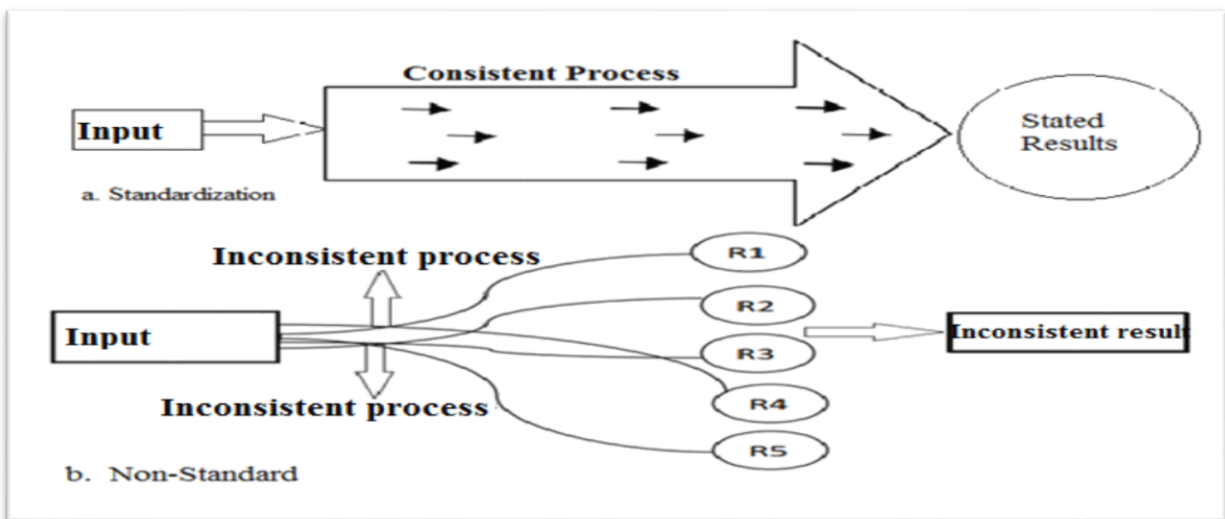 Consistent Process
Input
Stated
Results
a. Standardization
Inconsistent process
R1
R2
Input
Inconsistent result
R3
Inconsistent process
R4
R5
b. Non-Standard